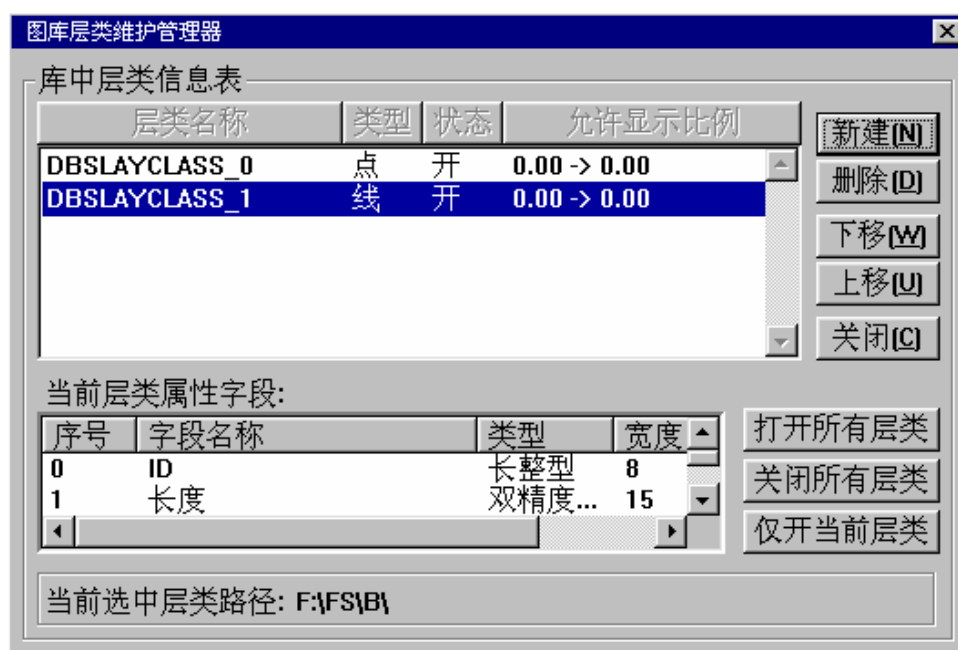 图库层类維护管理器
库中层类信息表
层类名称 类型 状态 允许显示比例
DBSLAYCLASS_0 点 开 0.00 -> 0.00
DBSLAYCLASS_1 线 开 0.00 -> 0.00
新建(N)
删除(D)
下移(W)
上移(U)
关闭(C)
当前层类属性字段:
序号 字段名称 类型 宽度
0 ID 长整型 8
1 长度 双精度... 15
打开所有层类
关闭所有层类
仅开当前层类
当前选中层类路径: F:\FS\B\